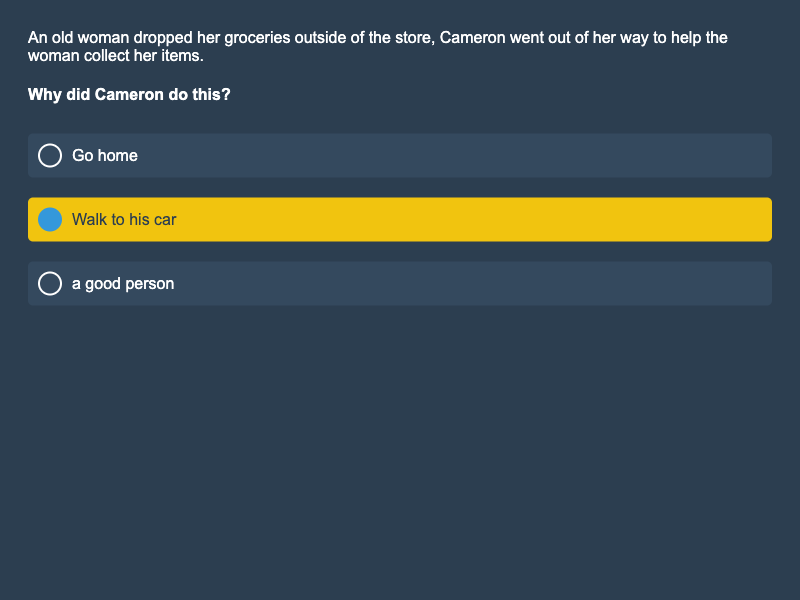 An old woman dropped her groceries outside of the store, Cameron went out of her way to help the
woman collect her items.
Why did Cameron do this?
Go home
Walk to his car
a good person